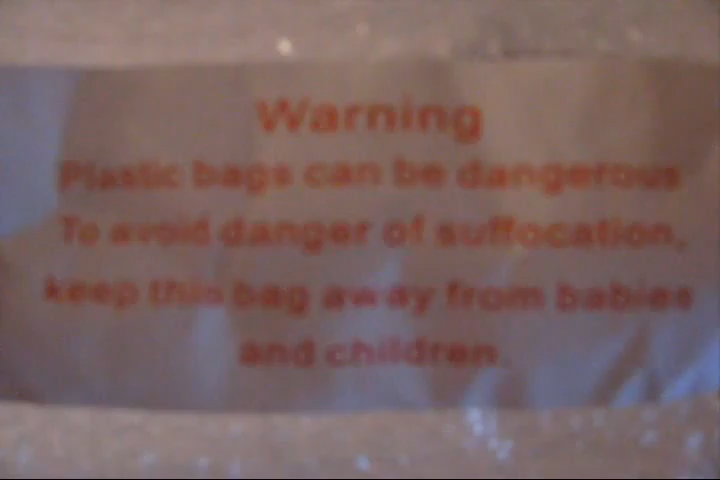 Warning
Plastic bags can be dangerous
To avoid danger of suffocation,
keep this bag away from babies
and children.